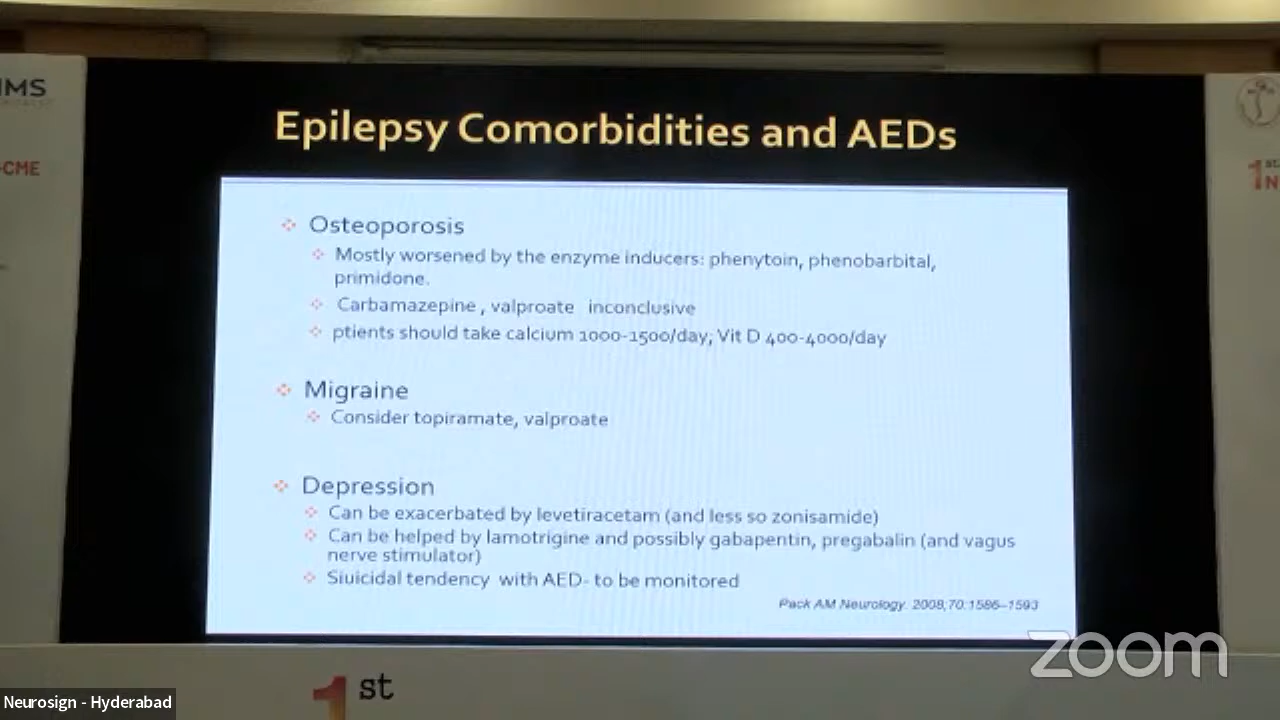 IMS
-CME
Epilepsy Comorbidities and AEDs
Osteoporosis
Mostly worsened by the enzyme inducers: phenytoin, phenobarbital,
primidone.
Carbamazepine , valproate inconclusive
ptients should take calcium 1000-1500/day; Vit D 400-4000/day
Migraine
Consider topiramate, valproate
Depression
Can be exacerbated by levetiracetam (and less so zonisamide)
Can be helped by lamotrigine and possibly gabapentin, pregabalin (and vagus
nerve stimulator)
Siuicidal tendency with AED- to be monitored
Pack AM Neurology. 2008;70:1586–1593
1st
N
zoom
1st
Neurosign - Hyderabad